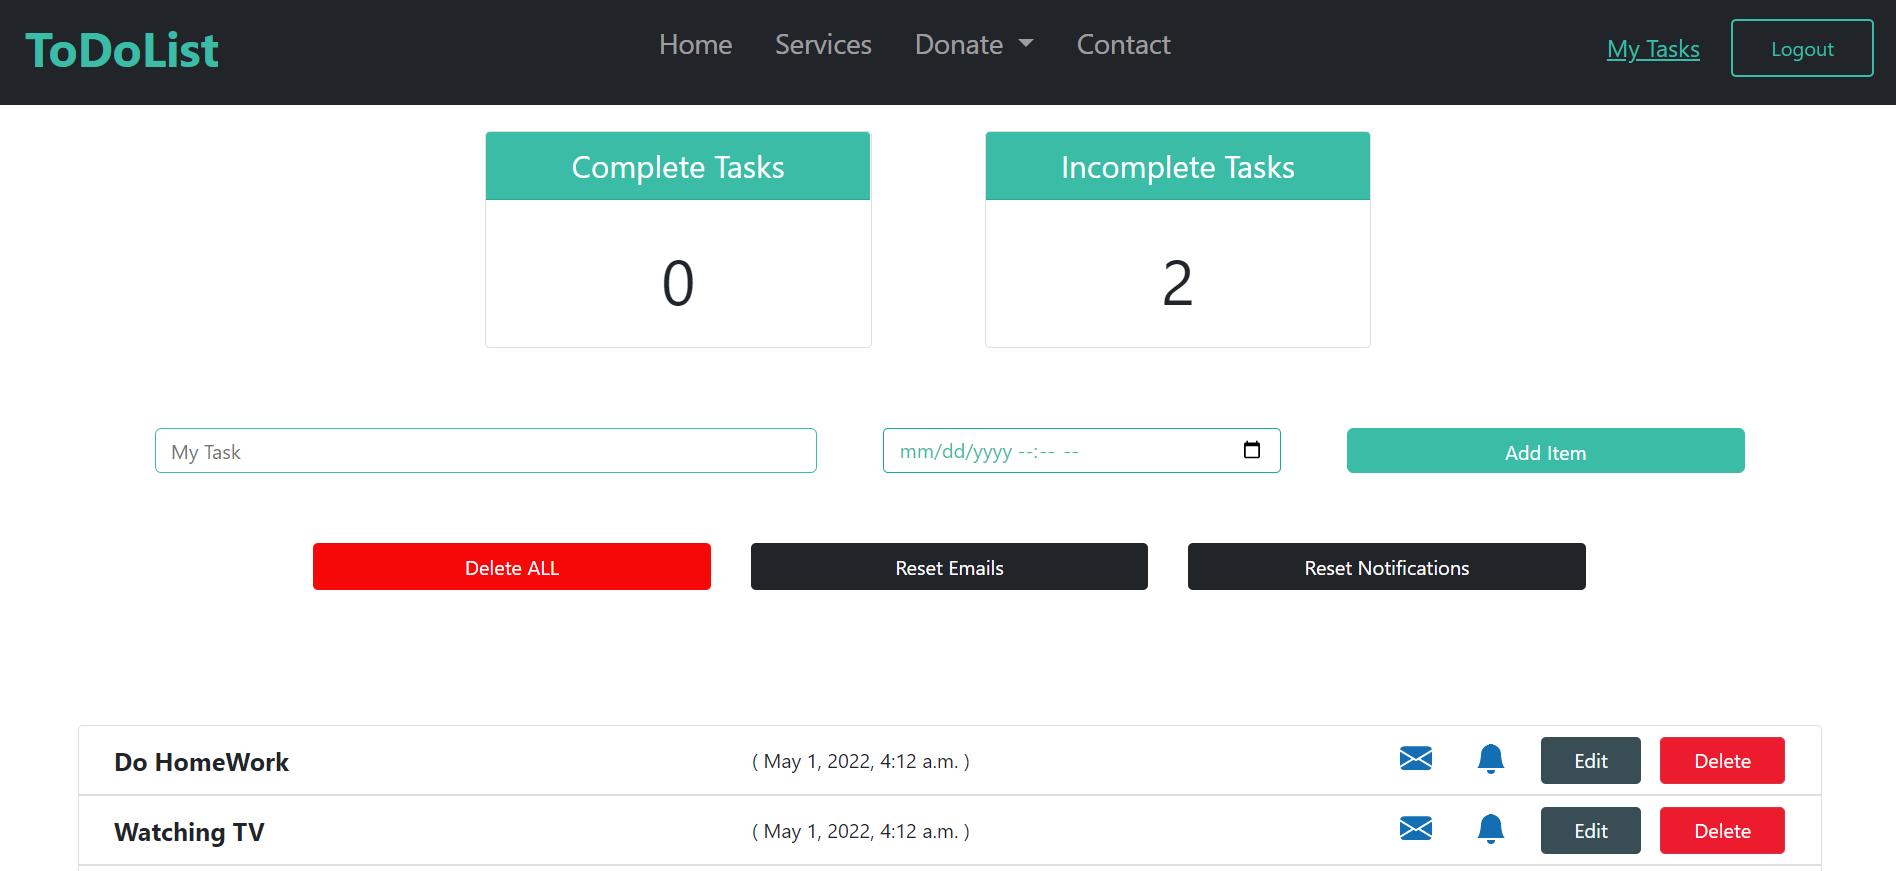 ToDoList Home Services Donate Contact My Tasks Logout
Complete Tasks Incomplete Tasks
0 2
My Task mm/dd/yyyy --:-- -- Add Item
Delete ALL Reset Emails Reset Notifications
Do HomeWork ( May 1, 2022, 4:12 a.m. ) Edit Delete
Watching TV ( May 1, 2022, 4:12 a.m. ) Edit Delete